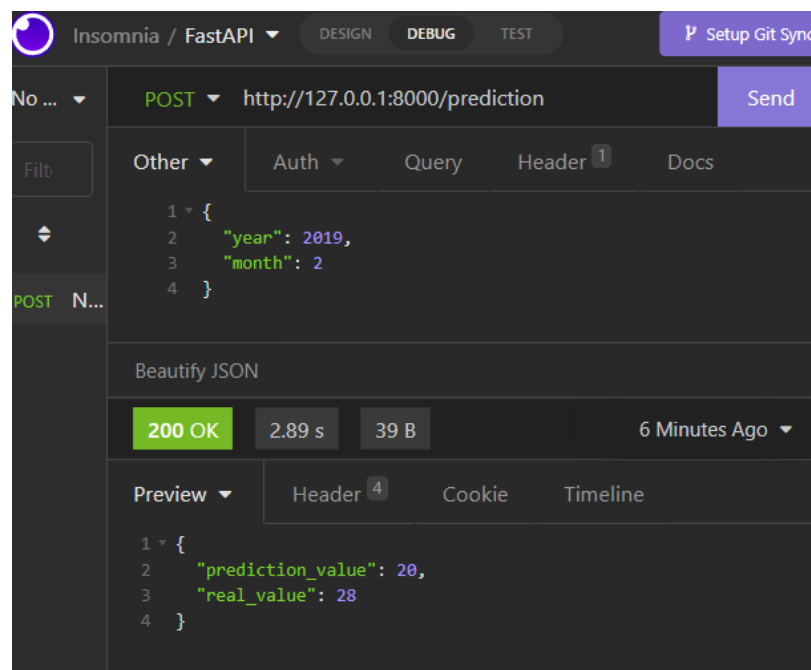 Insomnia / FastAPI DESIGN DEBUG TEST Setup Git Sync
No ... POST http://127.0.0.1:8000/prediction Send
Other Auth Query Header 1 Docs
Filt
1 {
2 "year": 2019,
3 "month": 2
4 }
POST N...
Beautify JSON
200 OK 2.89 s 39 B 6 Minutes Ago
Preview Header 4 Cookie Timeline
1 {
2 "prediction_value": 20,
3 "real_value": 28
4 }